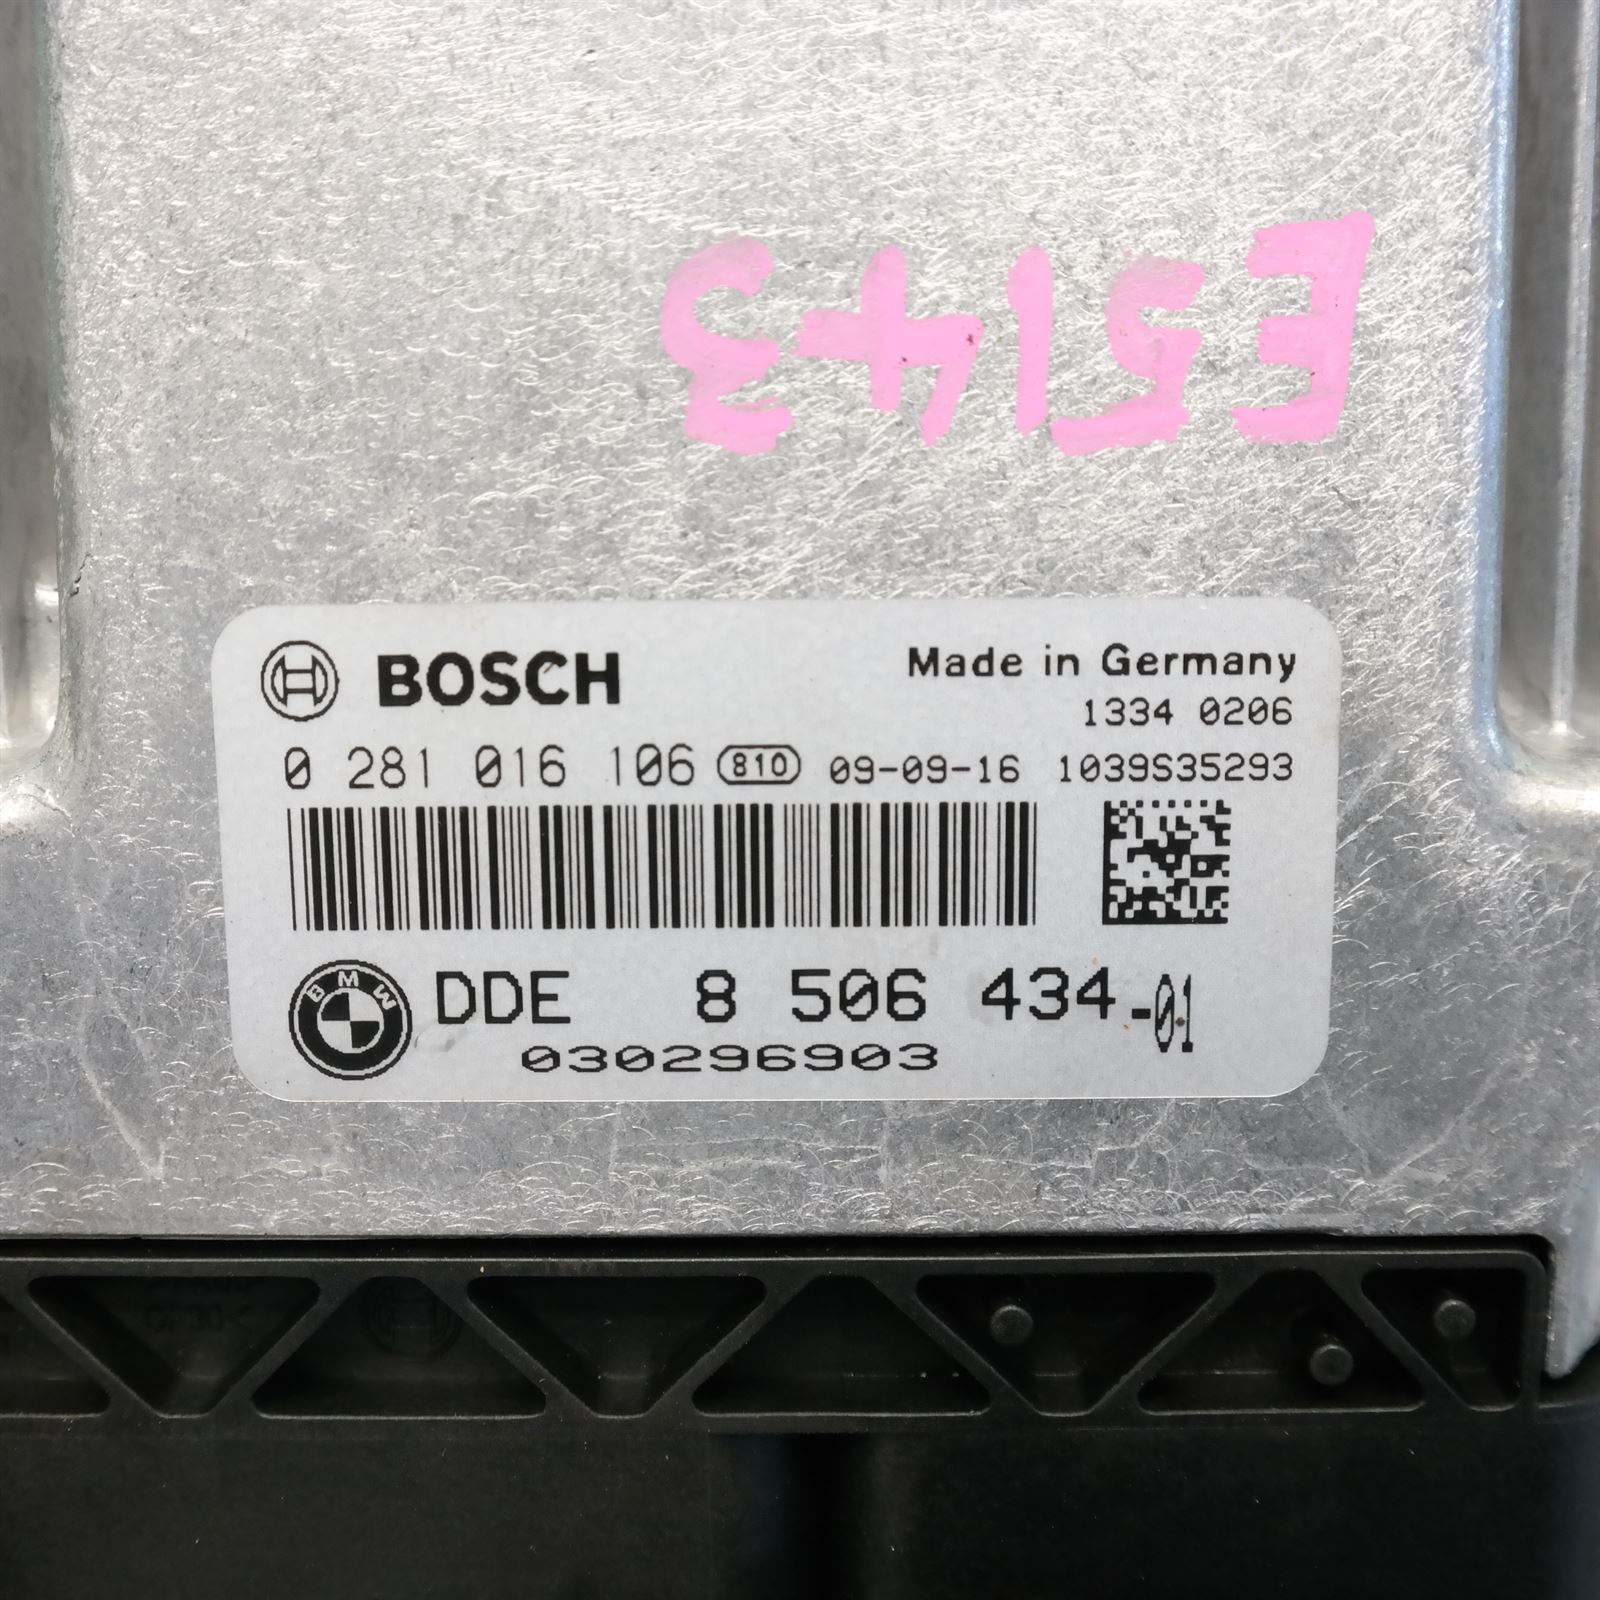 E5143
BOSCH
Made in Germany
1334 0206
0 281 016 106 810 09-09-16 1039S35293
BMW DDE 8 506 434-01
030296903